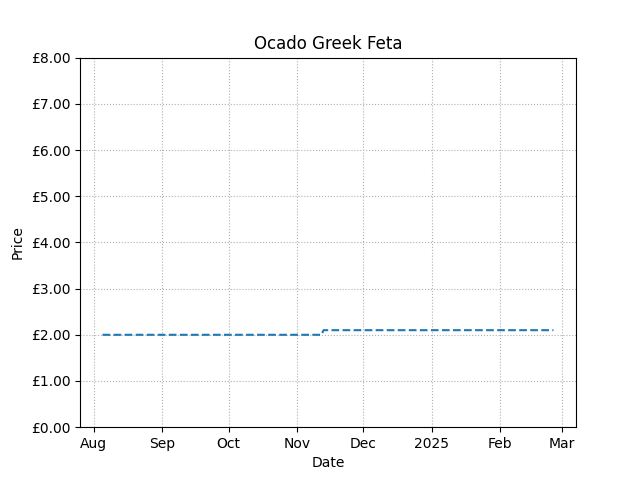 Ocado Greek Feta
£8.00
£7.00
£6.00
£5.00
£4.00
£3.00
£2.00
£1.00
£0.00
Price
Aug Sep Oct Nov Dec 2025 Feb Mar
Date